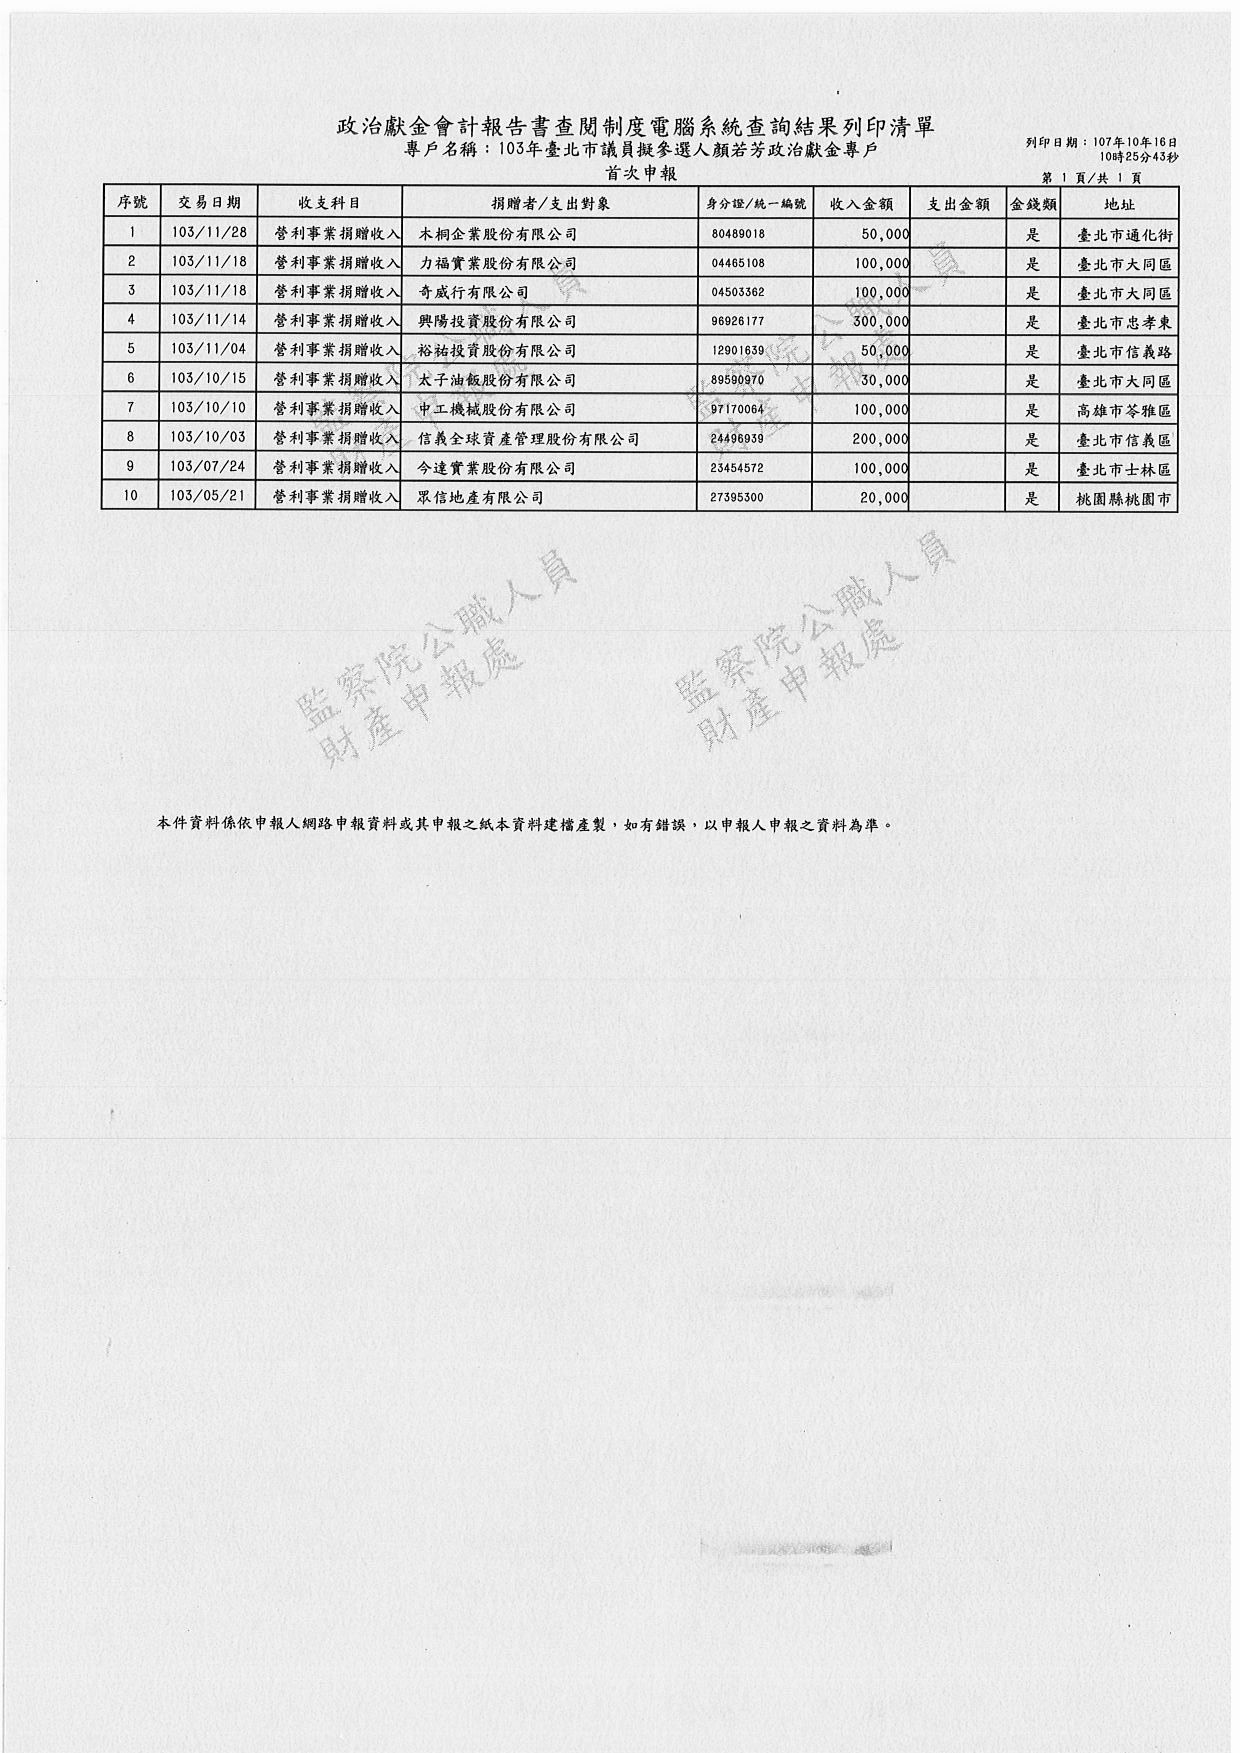 政治獻金會計報告書查閱制度電腦系統查詢結果列印清單
專戶名稱：103年臺北市議員擬參選人顏若芳政治獻金專戶
首次申報
列印日期：107年10月16日
10時25分43秒
第 1 頁/共 1 頁
序號 交易日期 收支科目 捐贈者/支出對象 身分證/統一編號 收入金額 支出金額 金錢類 地址
1 103/11/28 營利事業捐贈收入 木桐企業股份有限公司 80489018 50,000 是 臺北市通化街
2 103/11/18 營利事業捐贈收入 力福實業股份有限公司 04465108 100,000 是 臺北市大同區
3 103/11/18 營利事業捐贈收入 奇威行有限公司 04503362 100,000 是 臺北市大同區
4 103/11/14 營利事業捐贈收入 興陽投資股份有限公司 96926177 300,000 是 臺北市忠孝東
5 103/11/04 營利事業捐贈收入 裕祐投資股份有限公司 12901639 50,000 是 臺北市信義路
6 103/10/15 營利事業捐贈收入 太子油飯股份有限公司 89590970 30,000 是 臺北市大同區
7 103/10/10 營利事業捐贈收入 中工機械股份有限公司 97170064 100,000 是 高雄市苓雅區
8 103/10/03 營利事業捐贈收入 信義全球資產管理股份有限公司 24496939 200,000 是 臺北市信義區
9 103/07/24 營利事業捐贈收入 今達實業股份有限公司 23454572 100,000 是 臺北市士林區
10 103/05/21 營利事業捐贈收入 眾信地產有限公司 27395300 20,000 是 桃園縣桃園市
監察院公職人員
財產申報處
監察院公職人員
財產申報處
監察院公職人員
財產申報處
監察院公職人員
財產申報處
本件資料係依申報人網路申報資料或其申報之紙本資料建檔產製，如有錯誤，以申報人申報之資料為準。